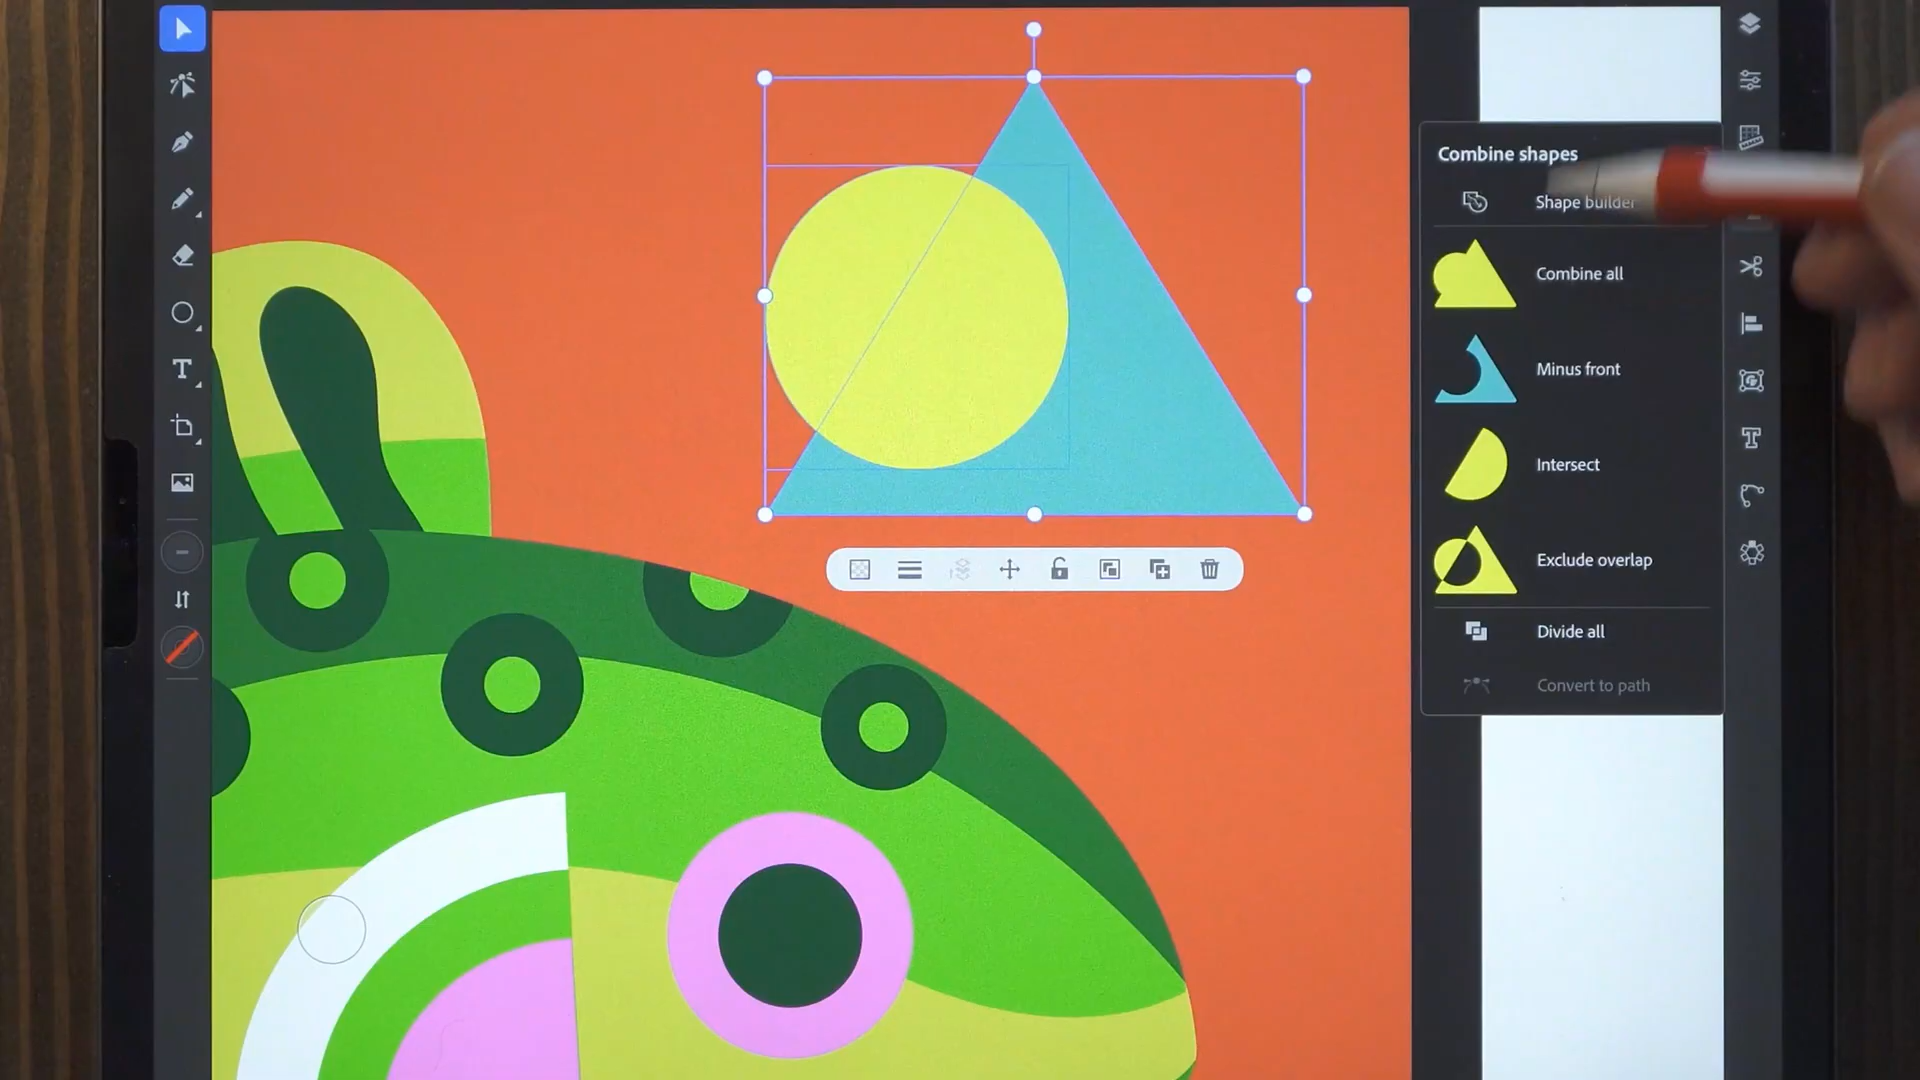 Combine shapes
Shape builder
Combine all
Minus front
Intersect
Exclude overlap
Divide all
Convert to path